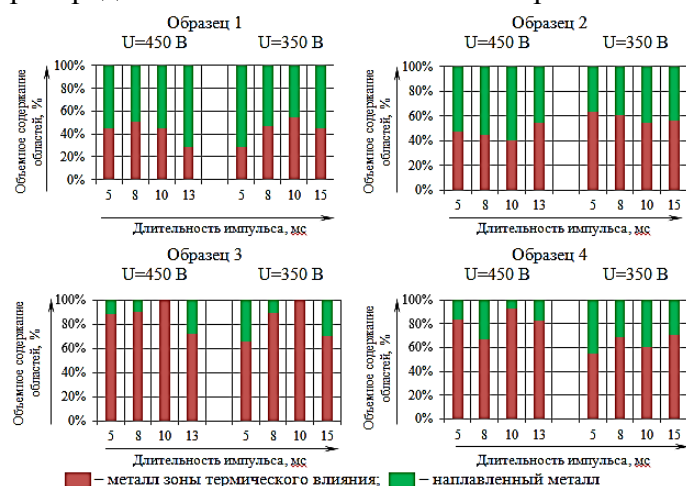 Образец 1
U=450 В U=350 В
Объемное содержание
областей, %
100%
80%
60%
40%
20%
0%
5 8 10 13 5 8 10 15
Длительность импульса, мс
Образец 2
U=450 В U=350 В
Объемное содержание
областей, %
100%
80%
60%
40%
20%
0%
5 8 10 13 5 8 10 15
Длительность импульса, мс
Образец 3
U=450 В U=350 В
Объемное содержание
областей, %
100%
80%
60%
40%
20%
0%
5 8 10 13 5 8 10 15
Длительность импульса, мс
Образец 4
U=450 В U=350 В
Объемное содержание
областей, %
100%
80%
60%
40%
20%
0%
5 8 10 13 5 8 10 15
Длительность импульса, мс
– металл зоны термического влияния; – наплавленный металл